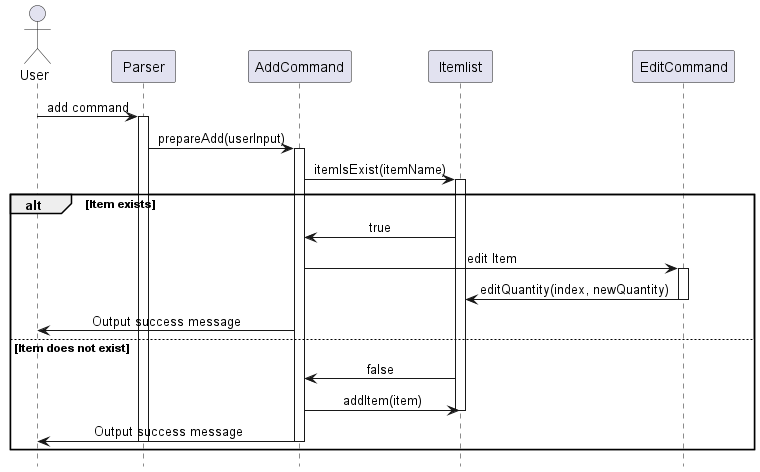 User
Parser
AddCommand
Itemlist
EditCommand
add command
prepareAdd(userInput)
itemIsExist(itemName)
alt
[Item exists]
true
edit Item
editQuantity(index, newQuantity)
Output success message
[Item does not exist]
false
addItem(item)
Output success message